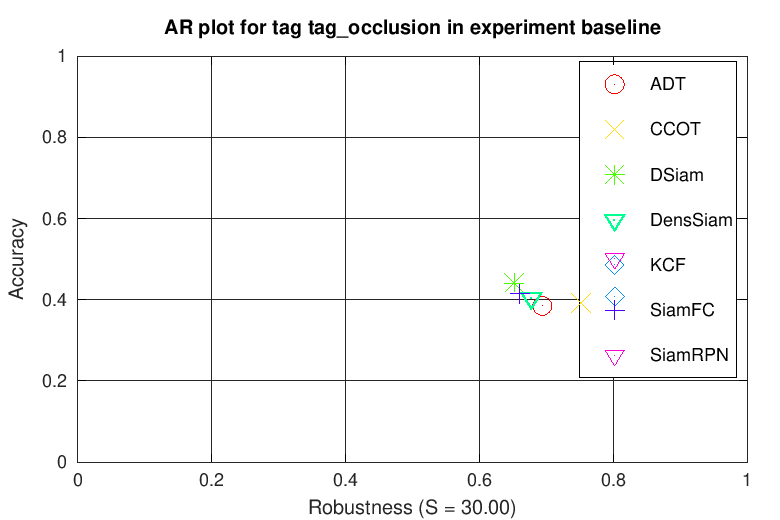 AR plot for tag tag_occlusion in experiment baseline
1
0.8
0.6
0.4
0.2
0
Accuracy
ADT
CCOT
DSiam
DensSiam
KCF
SiamFC
SiamRPN
0
0.2
0.4
0.6
0.8
1
Robustness (S = 30.00)